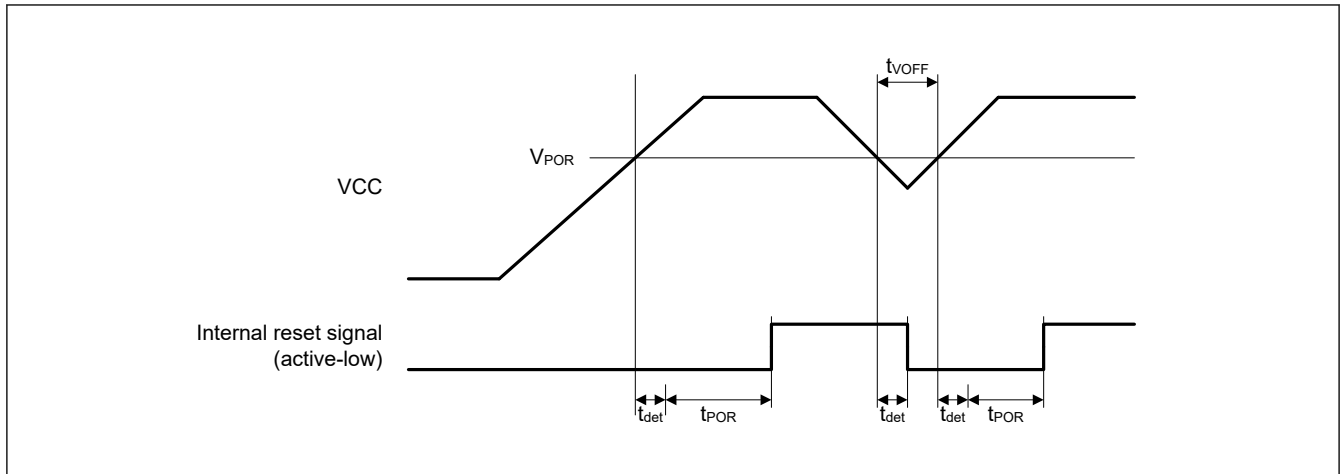 tVOFF
VPOR
VCC
Internal reset signal
(active-low)
tdet
tPOR
tdet
tdet
tPOR